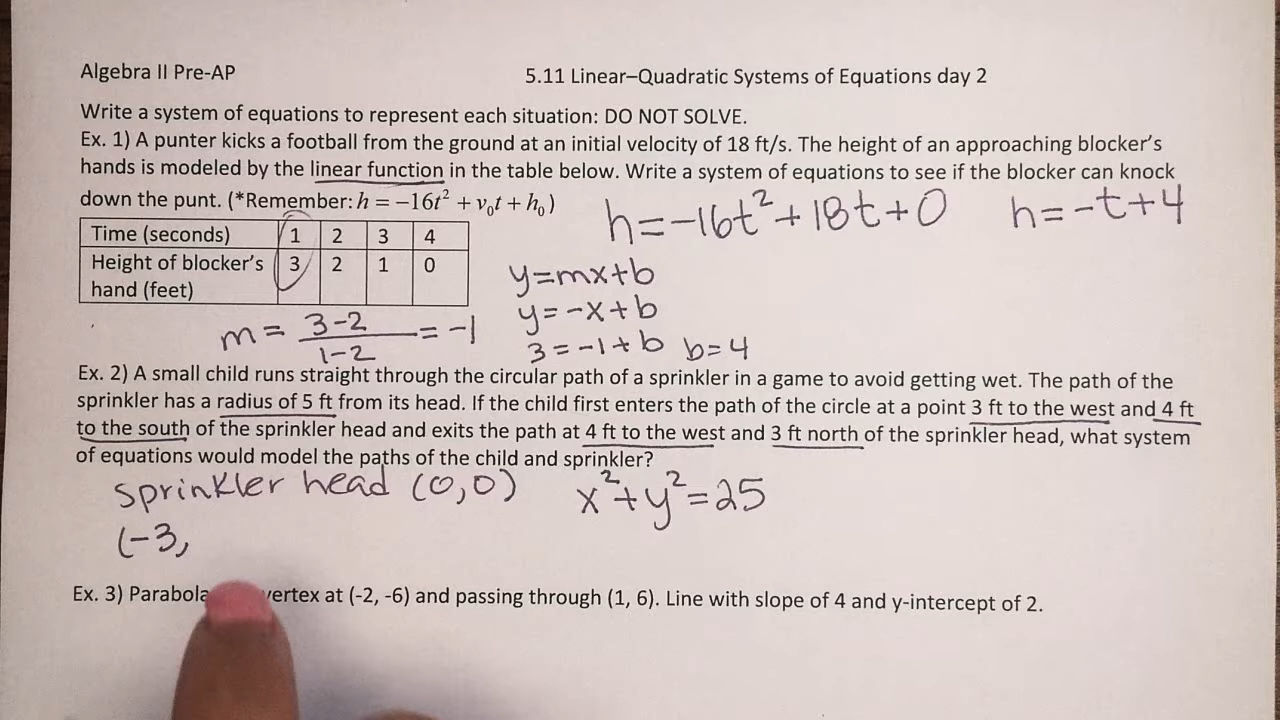 Algebra II Pre-AP
5.11 Linear–Quadratic Systems of Equations day 2
Write a system of equations to represent each situation: DO NOT SOLVE.
Ex. 1) A punter kicks a football from the ground at an initial velocity of 18 ft/s. The height of an approaching blocker's
hands is modeled by the linear function in the table below. Write a system of equations to see if the blocker can knock
down the punt. (*Remember: h = −16t² + v₀t + h₀)
h=-16t²+18t+0
h=-t+4
Time (seconds) 1 2 3 4
Height of blocker's 3 2 1 0
hand (feet)
y=mx+b
y=-x+b
3=-1+b b=4
m = 3-2 / 1-2 = -1
Ex. 2) A small child runs straight through the circular path of a sprinkler in a game to avoid getting wet. The path of the
sprinkler has a radius of 5 ft from its head. If the child first enters the path of the circle at a point 3 ft to the west and 4 ft
to the south of the sprinkler head and exits the path at 4 ft to the west and 3 ft north of the sprinkler head, what system
of equations would model the paths of the child and sprinkler?
sprinkler head (0,0) x²+y²=25
(-3,
Ex. 3) Parabola vertex at (-2, -6) and passing through (1, 6). Line with slope of 4 and y-intercept of 2.